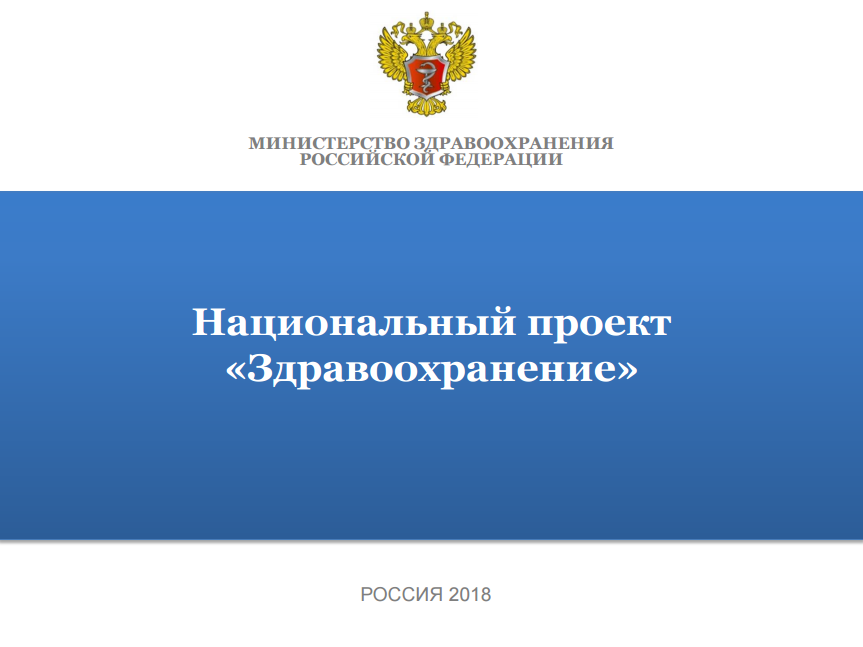 МИНИСТЕРСТВО ЗДРАВООХРАНЕНИЯ
РОССИЙСКОЙ ФЕДЕРАЦИИ
Национальный проект
«Здравоохранение»
РОССИЯ 2018